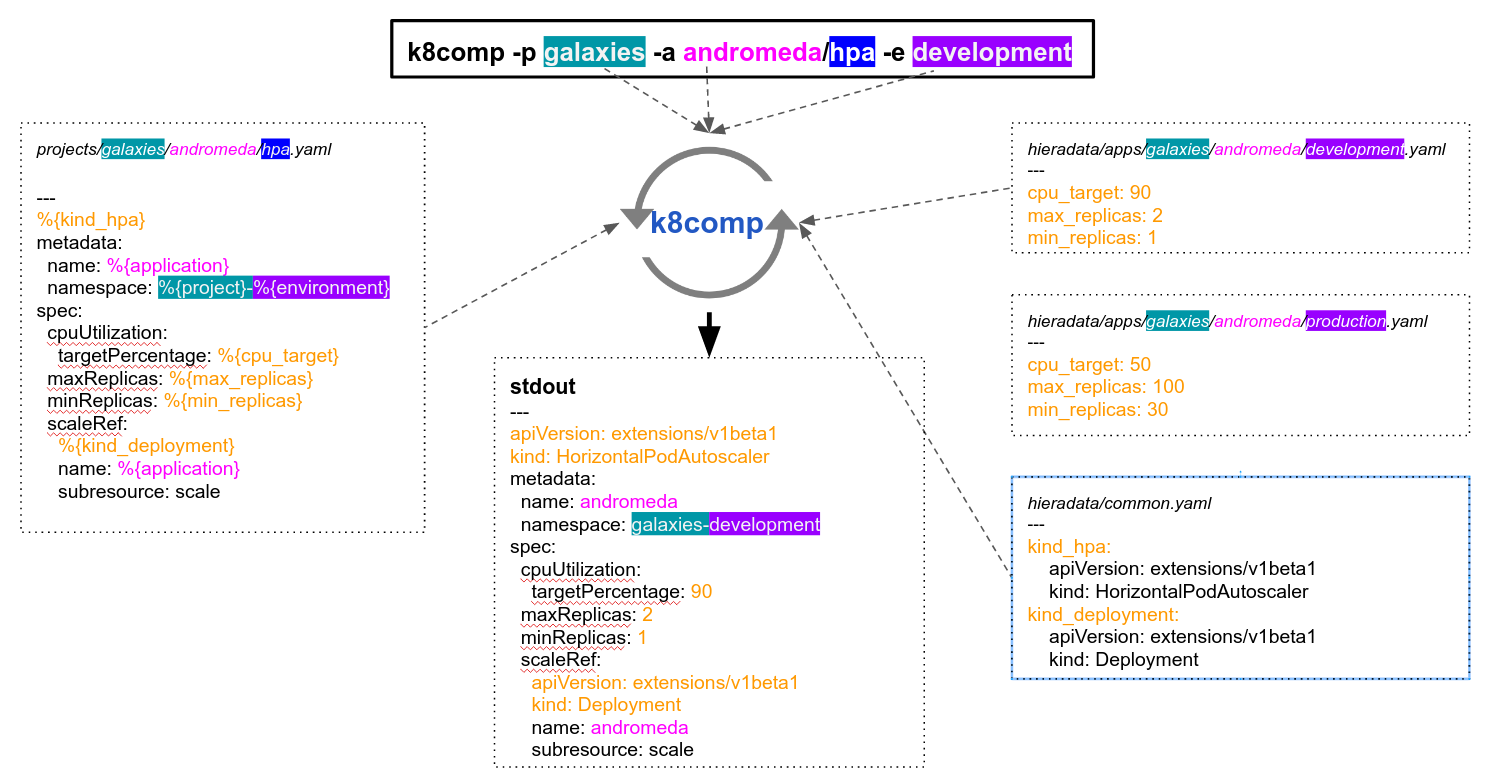 k8comp -p galaxies -a andromeda/hpa -e development
projects/galaxies/andromeda/hpa.yaml
---
%{kind_hpa}
metadata:
name: %{application}
namespace: %{project}-%{environment}
spec:
cpuUtilization:
targetPercentage: %{cpu_target}
maxReplicas: %{max_replicas}
minReplicas: %{min_replicas}
scaleRef:
%{kind_deployment}
name: %{application}
subresource: scale
k8comp
stdout
---
apiVersion: extensions/v1beta1
kind: HorizontalPodAutoscaler
metadata:
name: andromeda
namespace: galaxies-development
spec:
cpuUtilization:
targetPercentage: 90
maxReplicas: 2
minReplicas: 1
scaleRef:
apiVersion: extensions/v1beta1
kind: Deployment
name: andromeda
subresource: scale
hieradata/apps/galaxies/andromeda/development.yaml
---
cpu_target: 90
max_replicas: 2
min_replicas: 1
hieradata/apps/galaxies/andromeda/production.yaml
---
cpu_target: 50
max_replicas: 100
min_replicas: 30
hieradata/common.yaml
---
kind_hpa:
apiVersion: extensions/v1beta1
kind: HorizontalPodAutoscaler
kind_deployment:
apiVersion: extensions/v1beta1
kind: Deployment